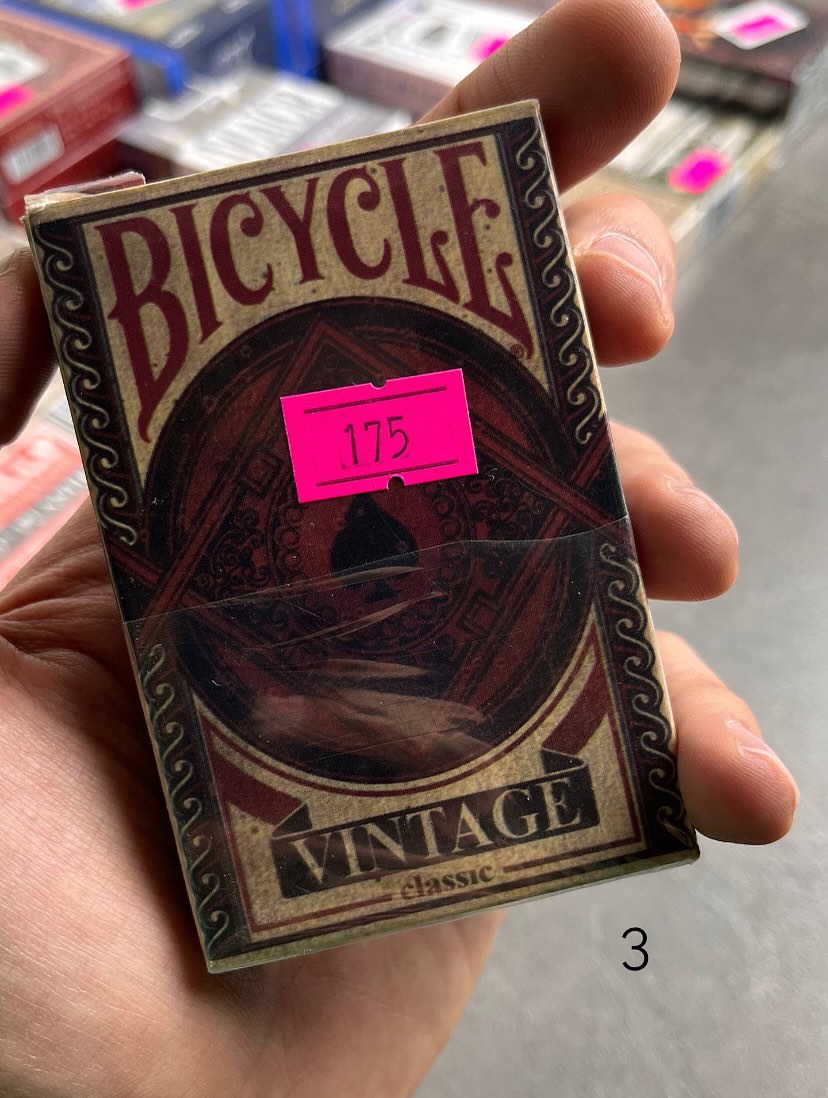 BICYCLE
®
175
VINTAGE
classic
3